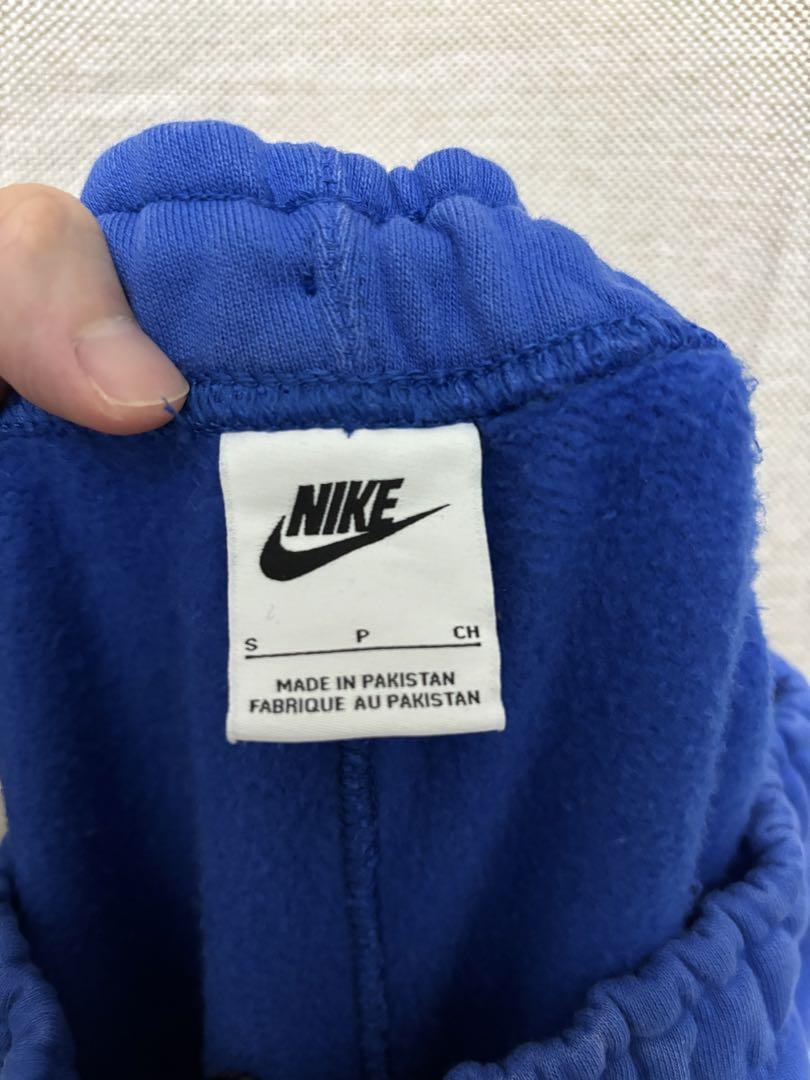 NIKE
S P CH
MADE IN PAKISTAN
FABRIQUE AU PAKISTAN